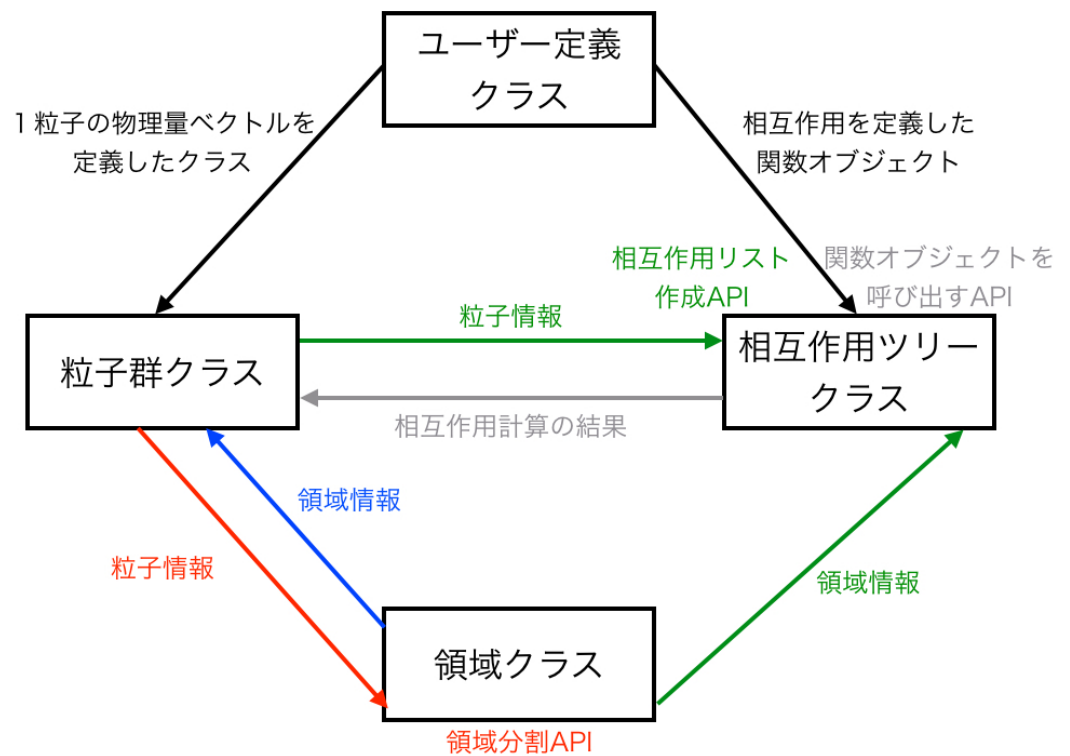 ユーザー定義
クラス
１粒子の物理量ベクトルを
定義したクラス
相互作用を定義した
関数オブジェクト
相互作用リスト
作成API
関数オブジェクトを
呼び出すAPI
粒子情報
粒子群クラス
相互作用ツリー
クラス
相互作用計算の結果
領域情報
粒子情報
領域情報
領域クラス
領域分割API